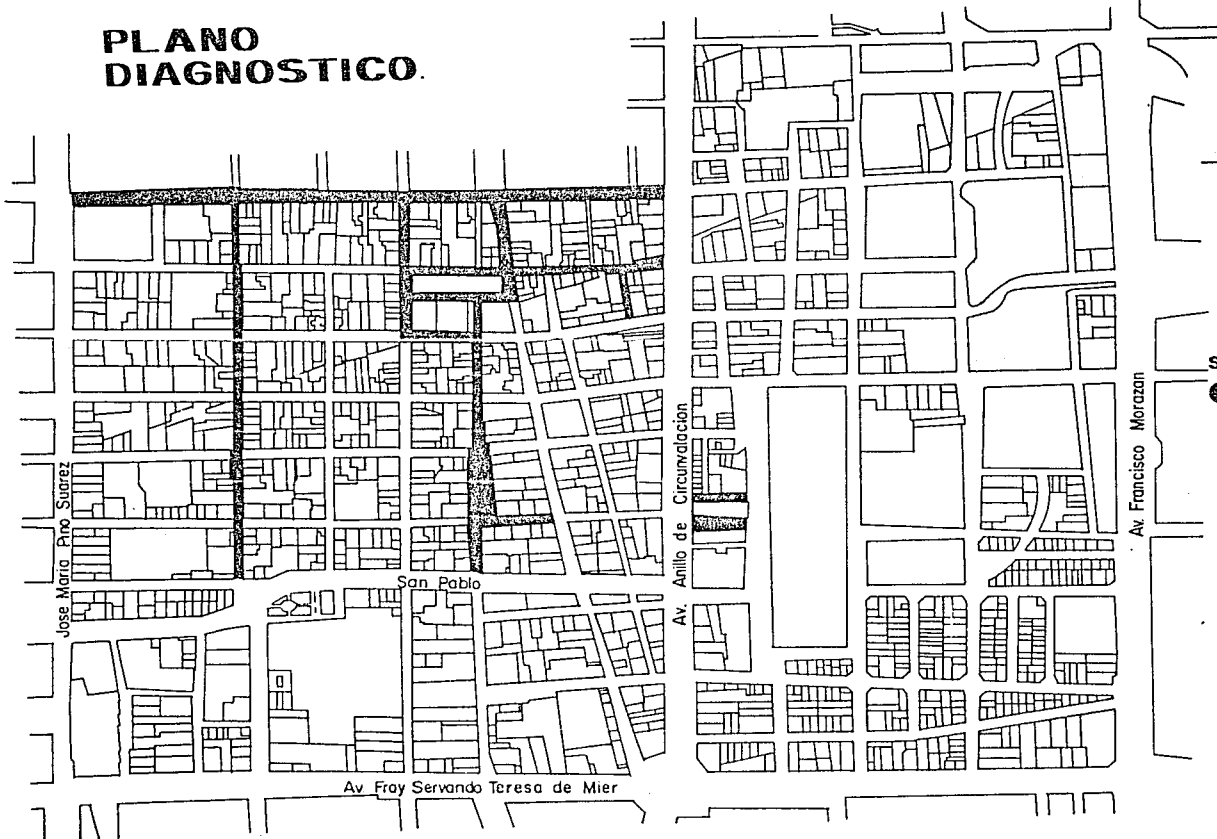 PLANO
DIAGNOSTICO.
Jose Maria Pino Suarez
San Pablo
Av. Anillo de Circunvalacion
Av. Francisco Morazan
Av Fray Servando Teresa de Mier
S